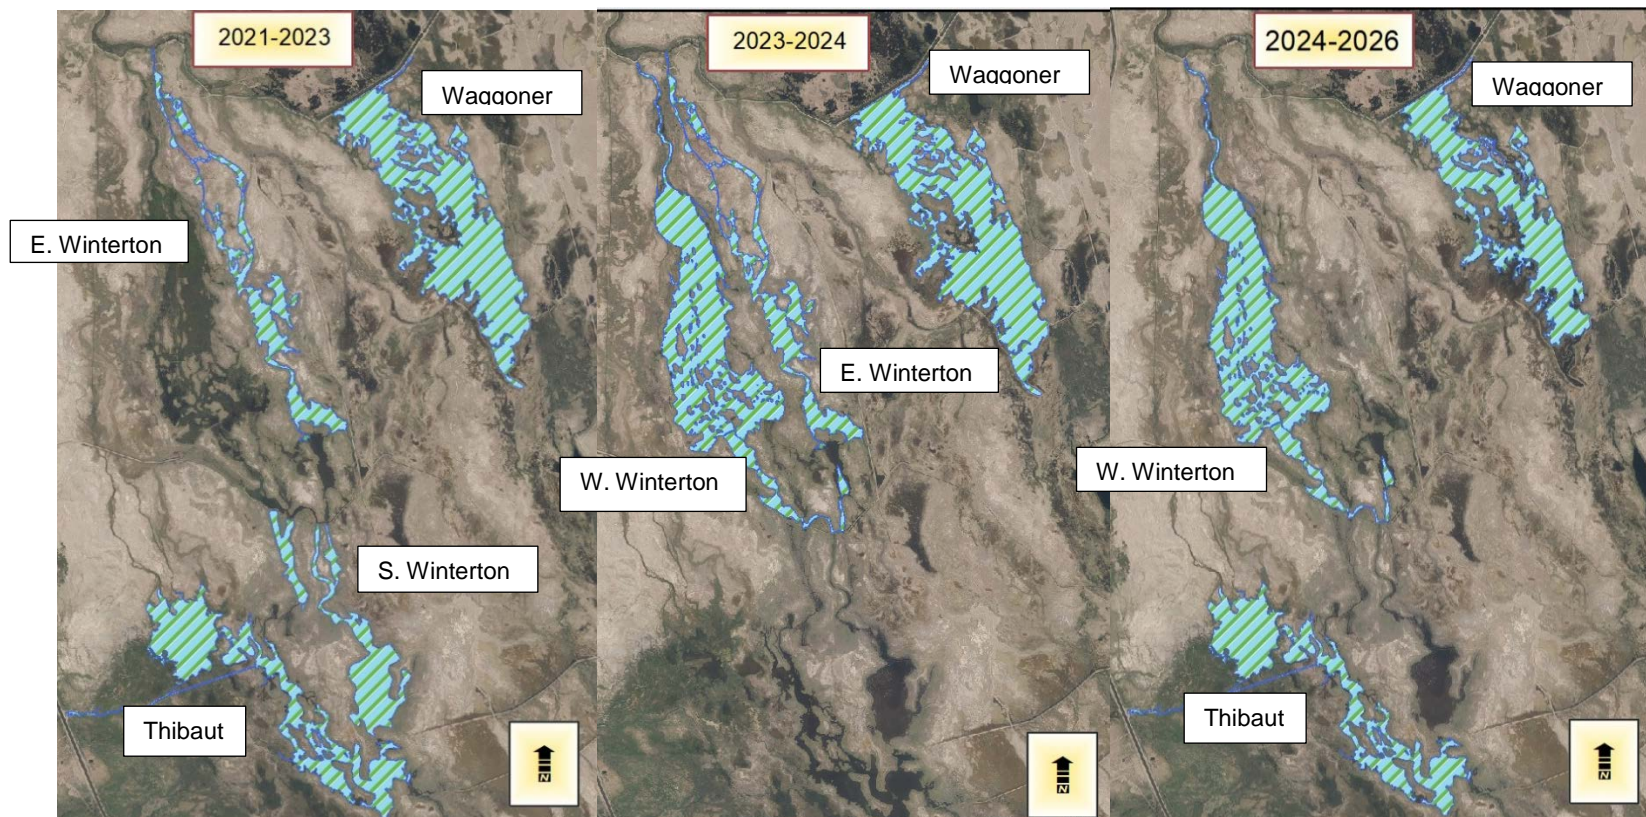 2021-2023
Waggoner
E. Winterton
S. Winterton
Thibaut
N
2023-2024
Waggoner
E. Winterton
W. Winterton
N
2024-2026
Waggoner
W. Winterton
Thibaut
N